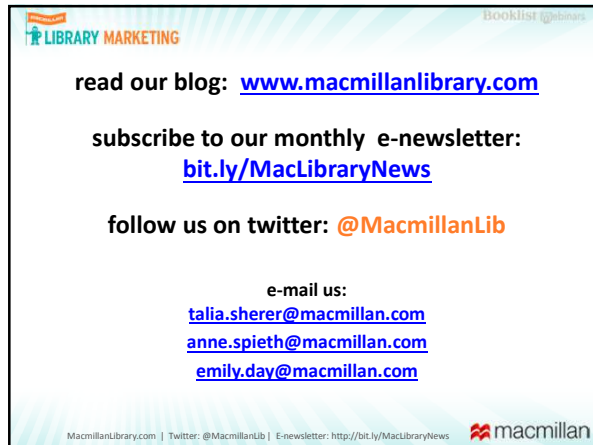 Booklist webinars
MACMILLAN
LIBRARY MARKETING
read our blog: www.macmillanlibrary.com
subscribe to our monthly e-newsletter:
bit.ly/MacLibraryNews
follow us on twitter: @MacmillanLib
e-mail us:
talia.sherer@macmillan.com
anne.spieth@macmillan.com
emily.day@macmillan.com
MacmillanLibrary.com | Twitter: @MacmillanLib | E-newsletter: http://bit.ly/MacLibraryNews
macmillan